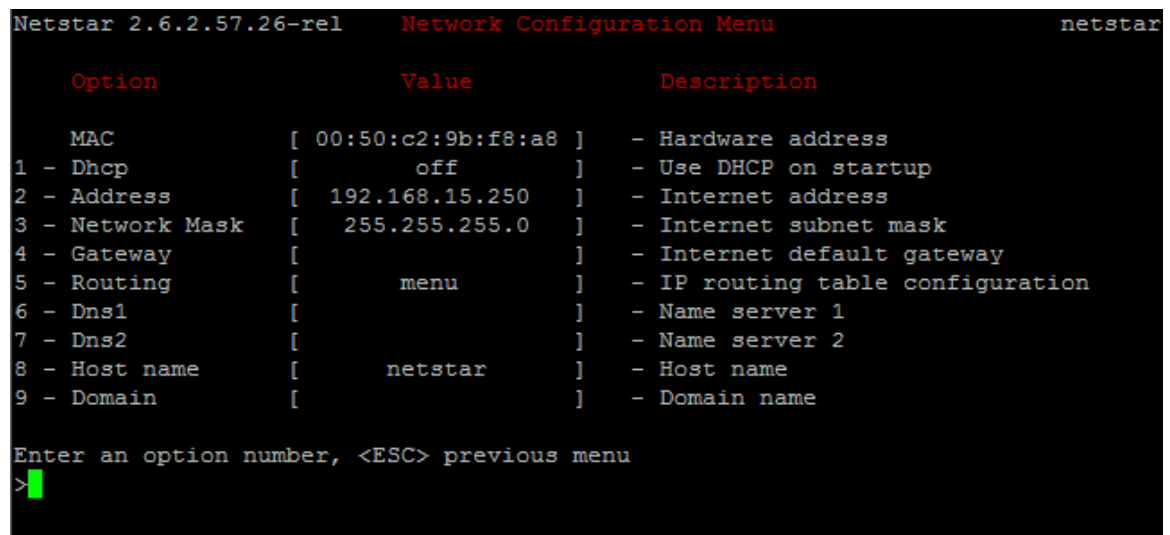 Netstar 2.6.2.57.26-rel Network Configuration Menu netstar
Option Value Description
MAC [ 00:50:c2:9b:f8:a8 ] - Hardware address
1 - Dhcp [ off ] - Use DHCP on startup
2 - Address [ 192.168.15.250 ] - Internet address
3 - Network Mask [ 255.255.255.0 ] - Internet subnet mask
4 - Gateway [ ] - Internet default gateway
5 - Routing [ menu ] - IP routing table configuration
6 - Dns1 [ ] - Name server 1
7 - Dns2 [ ] - Name server 2
8 - Host name [ netstar ] - Host name
9 - Domain [ ] - Domain name
Enter an option number, <ESC> previous menu
>